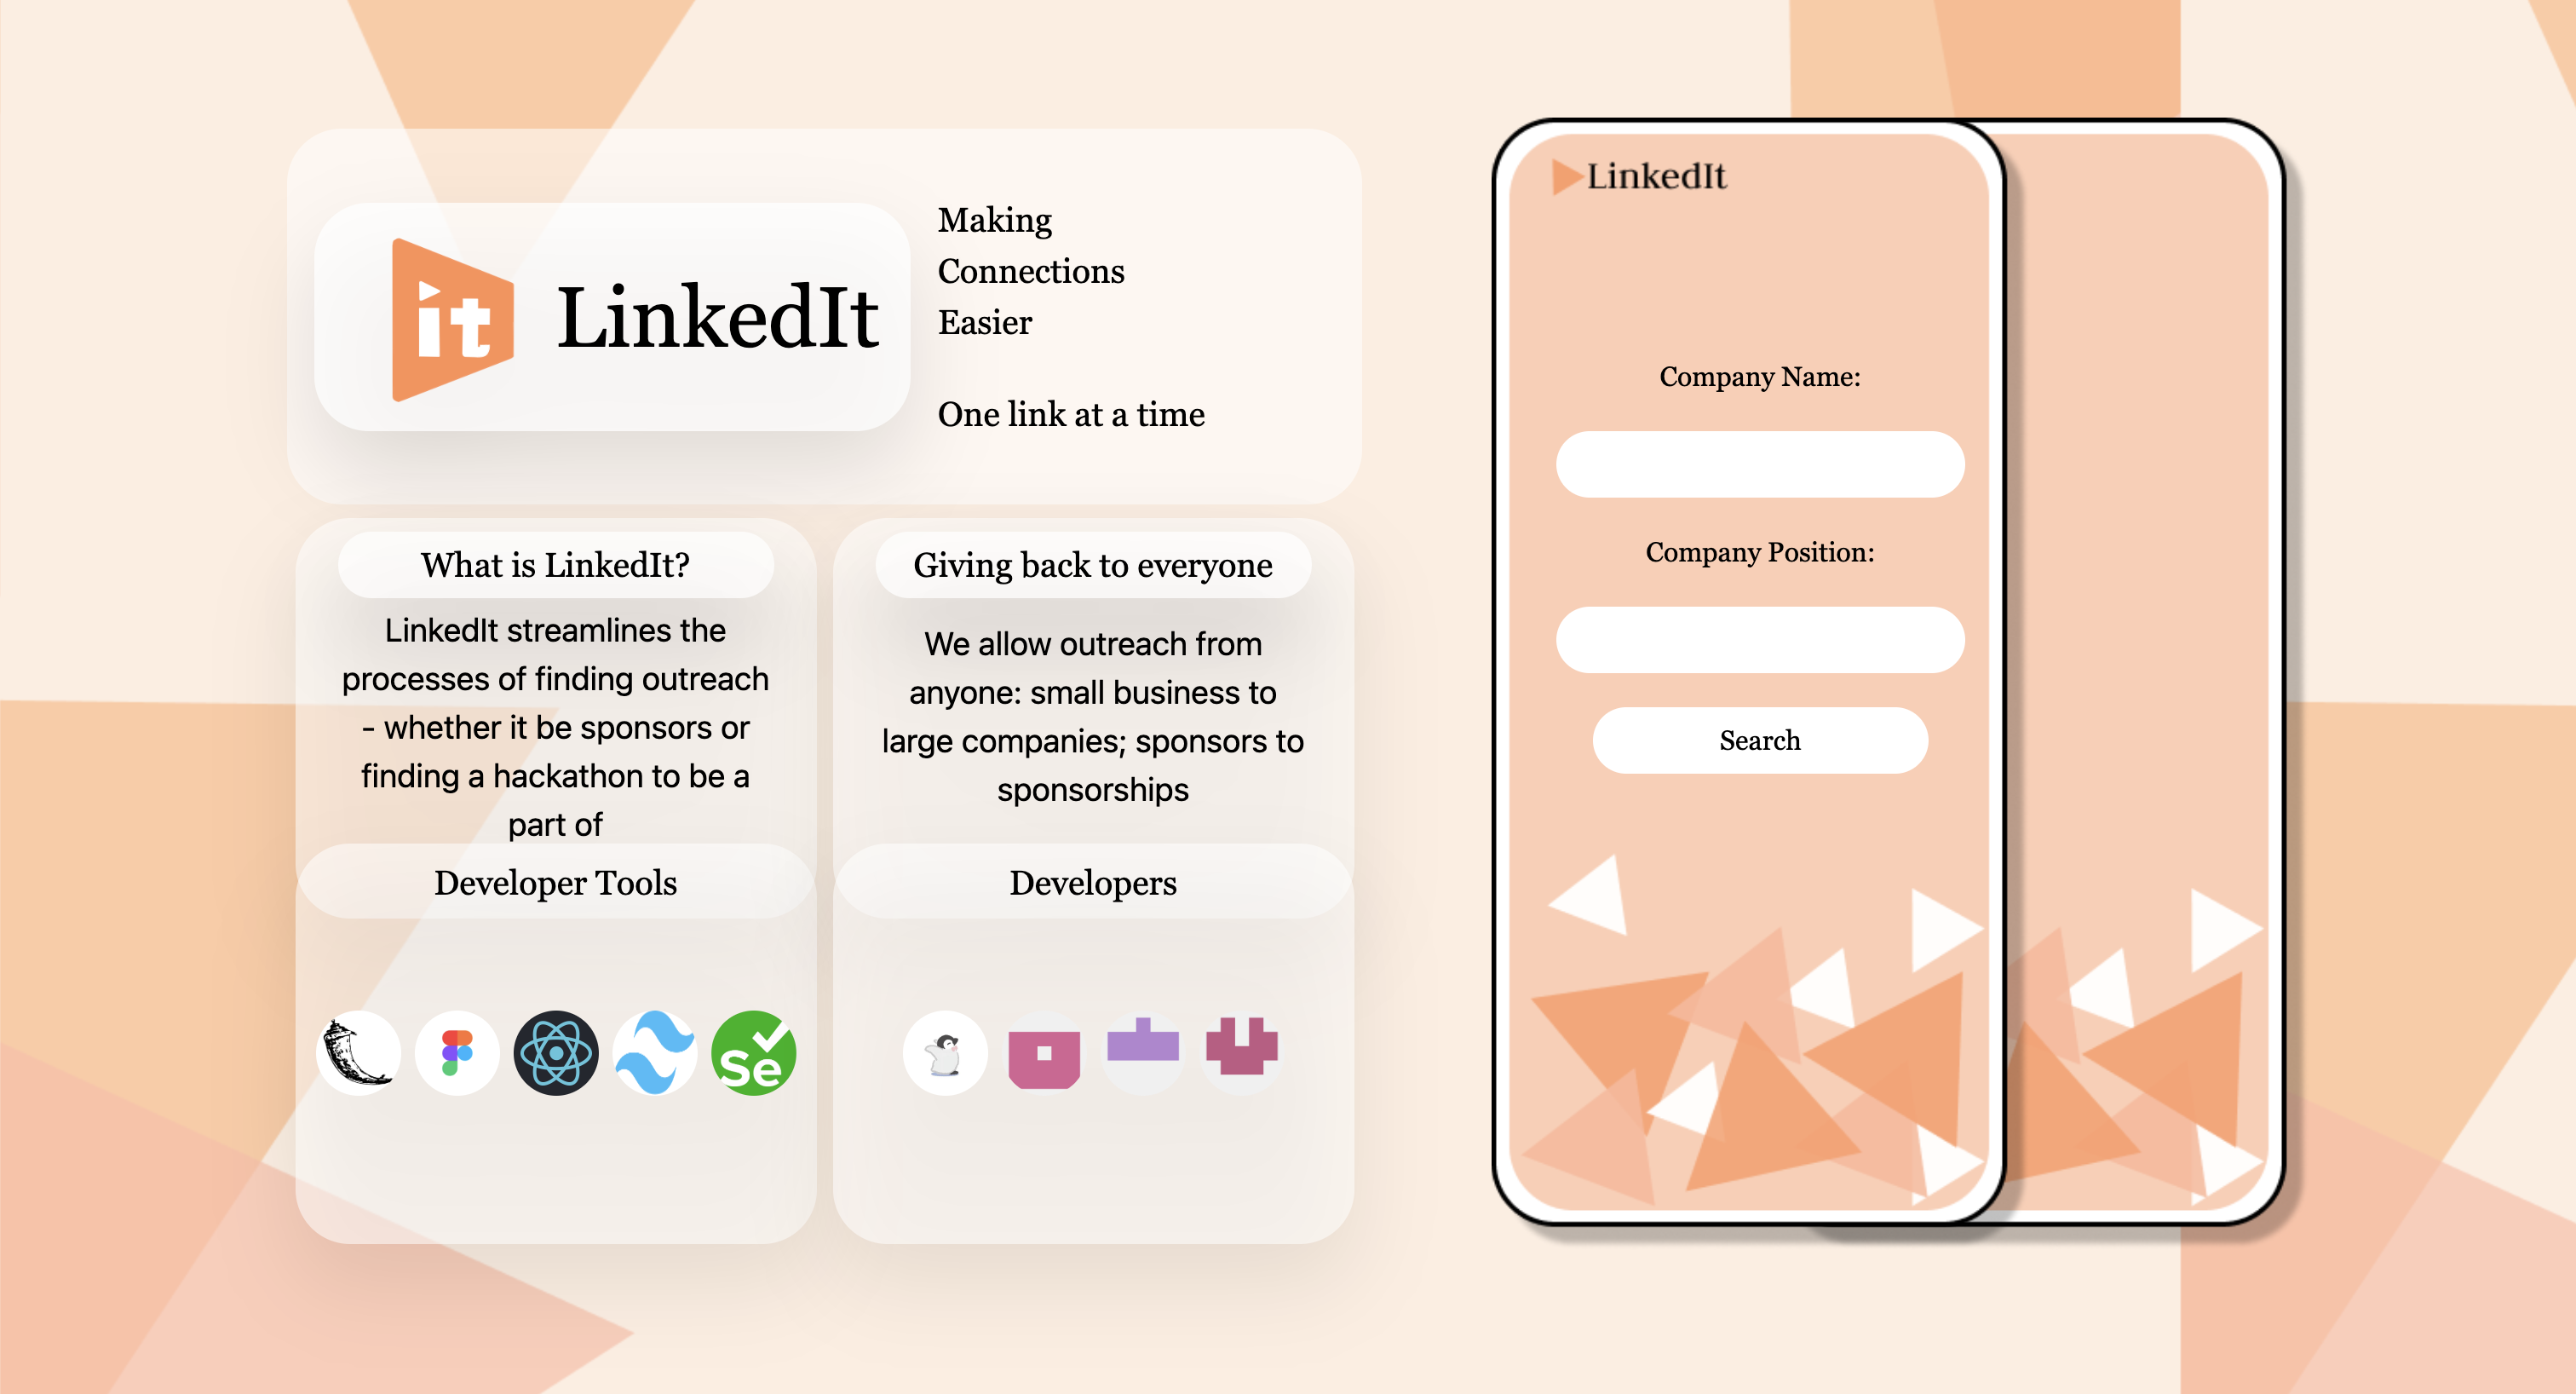 it
LinkedIt
Making
Connections
Easier
One link at a time
What is LinkedIt?
LinkedIt streamlines the
processes of finding outreach
- whether it be sponsors or
finding a hackathon to be a
part of
Giving back to everyone
We allow outreach from
anyone: small business to
large companies; sponsors to
sponsorships
Developer Tools
Se
Developers
LinkedIt
Company Name:
Company Position:
Search